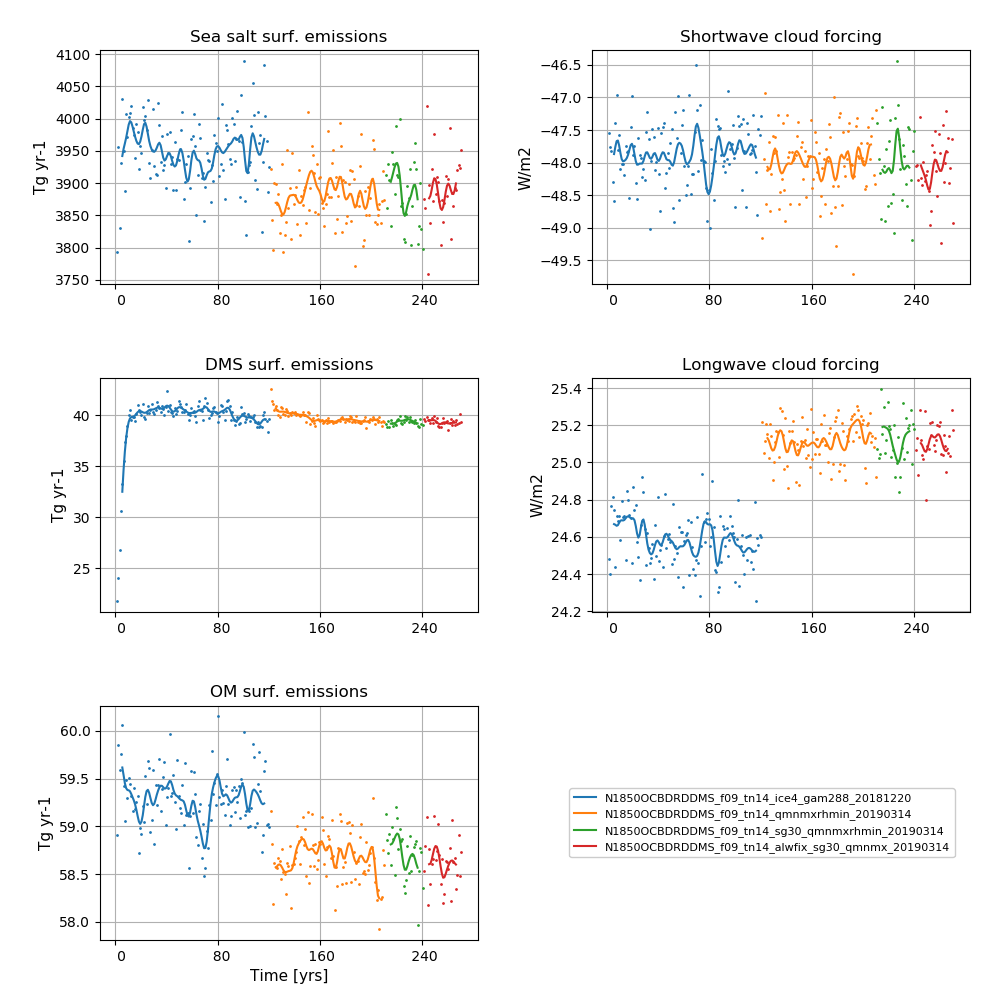 Sea salt surf. emissions
4100
4050
4000
3950
3900
3850
3800
3750
Tg yr-1
0 80 160 240
Shortwave cloud forcing
−46.5
−47.0
−47.5
−48.0
−48.5
−49.0
−49.5
W/m2
0 80 160 240
DMS surf. emissions
40
35
30
25
Tg yr-1
0 80 160 240
Longwave cloud forcing
25.4
25.2
25.0
24.8
24.6
24.4
24.2
W/m2
0 80 160 240
OM surf. emissions
60.0
59.5
59.0
58.5
58.0
Tg yr-1
0 80 160 240
Time [yrs]
N1850OCBDRDDMS_f09_tn14_ice4_gam288_20181220
N1850OCBDRDDMS_f09_tn14_qmnmxrhmin_20190314
N1850OCBDRDDMS_f09_tn14_sg30_qmnmxrhmin_20190314
N1850OCBDRDDMS_f09_tn14_alwfix_sg30_qmnmx_20190314